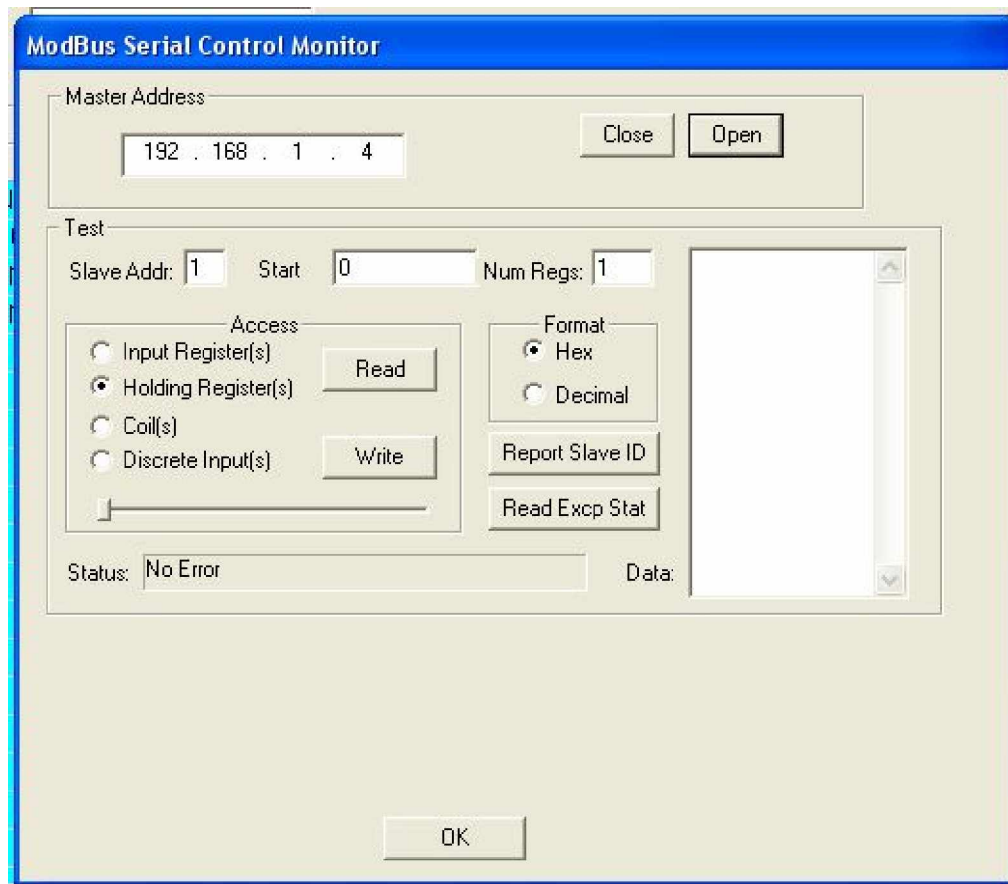 ModBus Serial Control Monitor
Master Address
192 . 168 . 1 . 4
Close
Open
Test
Slave Addr: 1
Start 0
Num Regs: 1
Access
Input Register(s)
Holding Register(s)
Coil(s)
Discrete Input(s)
Read
Write
Format
Hex
Decimal
Report Slave ID
Read Excp Stat
Status: No Error
Data:
OK